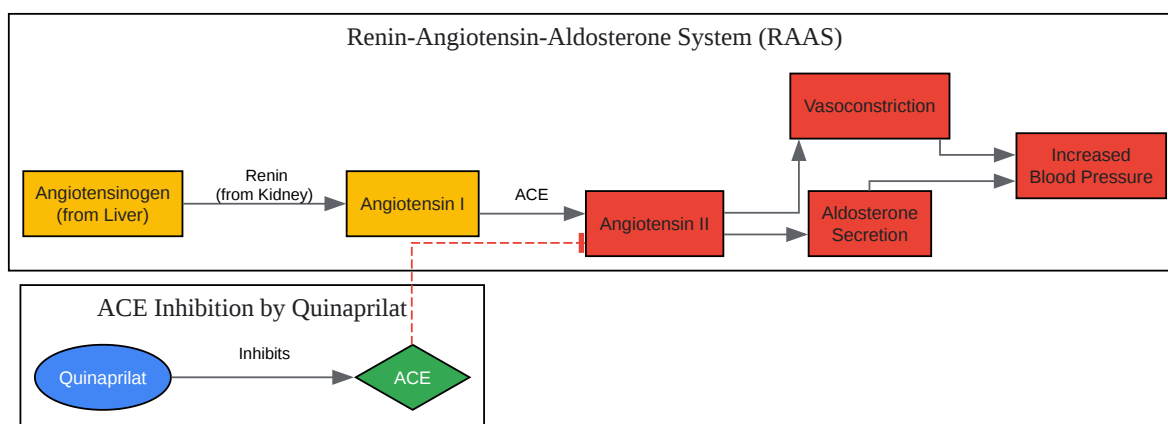 Renin-Angiotensin-Aldosterone System (RAAS)
Vasoconstriction
Increased
Blood Pressure
Angiotensinogen
(from Liver)
Renin
(from Kidney)
Angiotensin I
ACE
Angiotensin II
Aldosterone
Secretion
ACE Inhibition by Quinaprilat
Quinaprilat
Inhibits
ACE